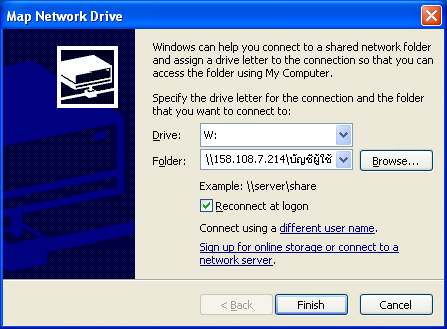 Map Network Drive
Windows can help you connect to a shared network folder
and assign a drive letter to the connection so that you can
access the folder using My Computer.
Specify the drive letter for the connection and the folder
that you want to connect to:
Drive: W:
Folder: \\158.108.7.214\บัญชีผู้ใช้ Browse...
Example: \\server\share
Reconnect at logon
Connect using a different user name.
Sign up for online storage or connect to a
network server.
< Back Finish Cancel